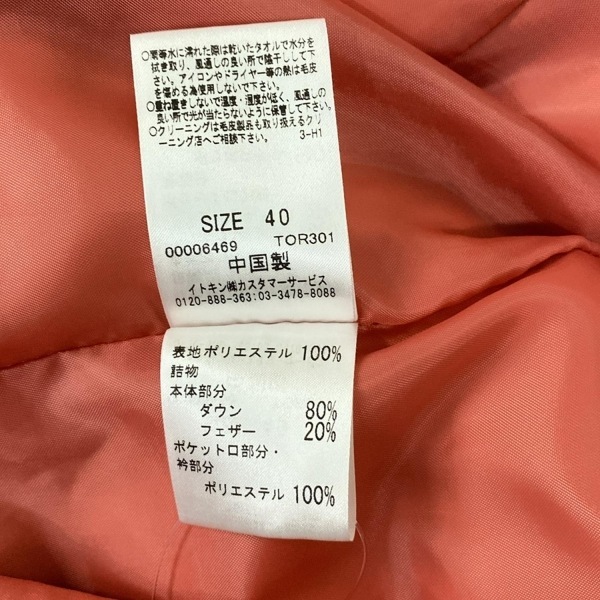 ○素等水に濡れた際は乾いたタオルで水分を
拭き取り、風通しの良い所で陰干しして下
さい。アイロンやドライヤー等の熱は毛皮
を傷める為使用しないで下さい。
○重ね置きしないで温度・湿度が低く、風通しの
良い所で光が当たらないように保管して下さい。
○クリーニングは毛皮製品も取り扱えるクリ
ーニング店へご相談下さい。 3-H1
SIZE 40
00006469 TOR301
中国製
イトキン㈱カスタマーサービス
0120-888-363:03-3478-8088
表地ポリエステル 100%
詰物
本体部分
ダウン 80%
フェザー 20%
ポケット口部分・
衿部分
ポリエステル 100%